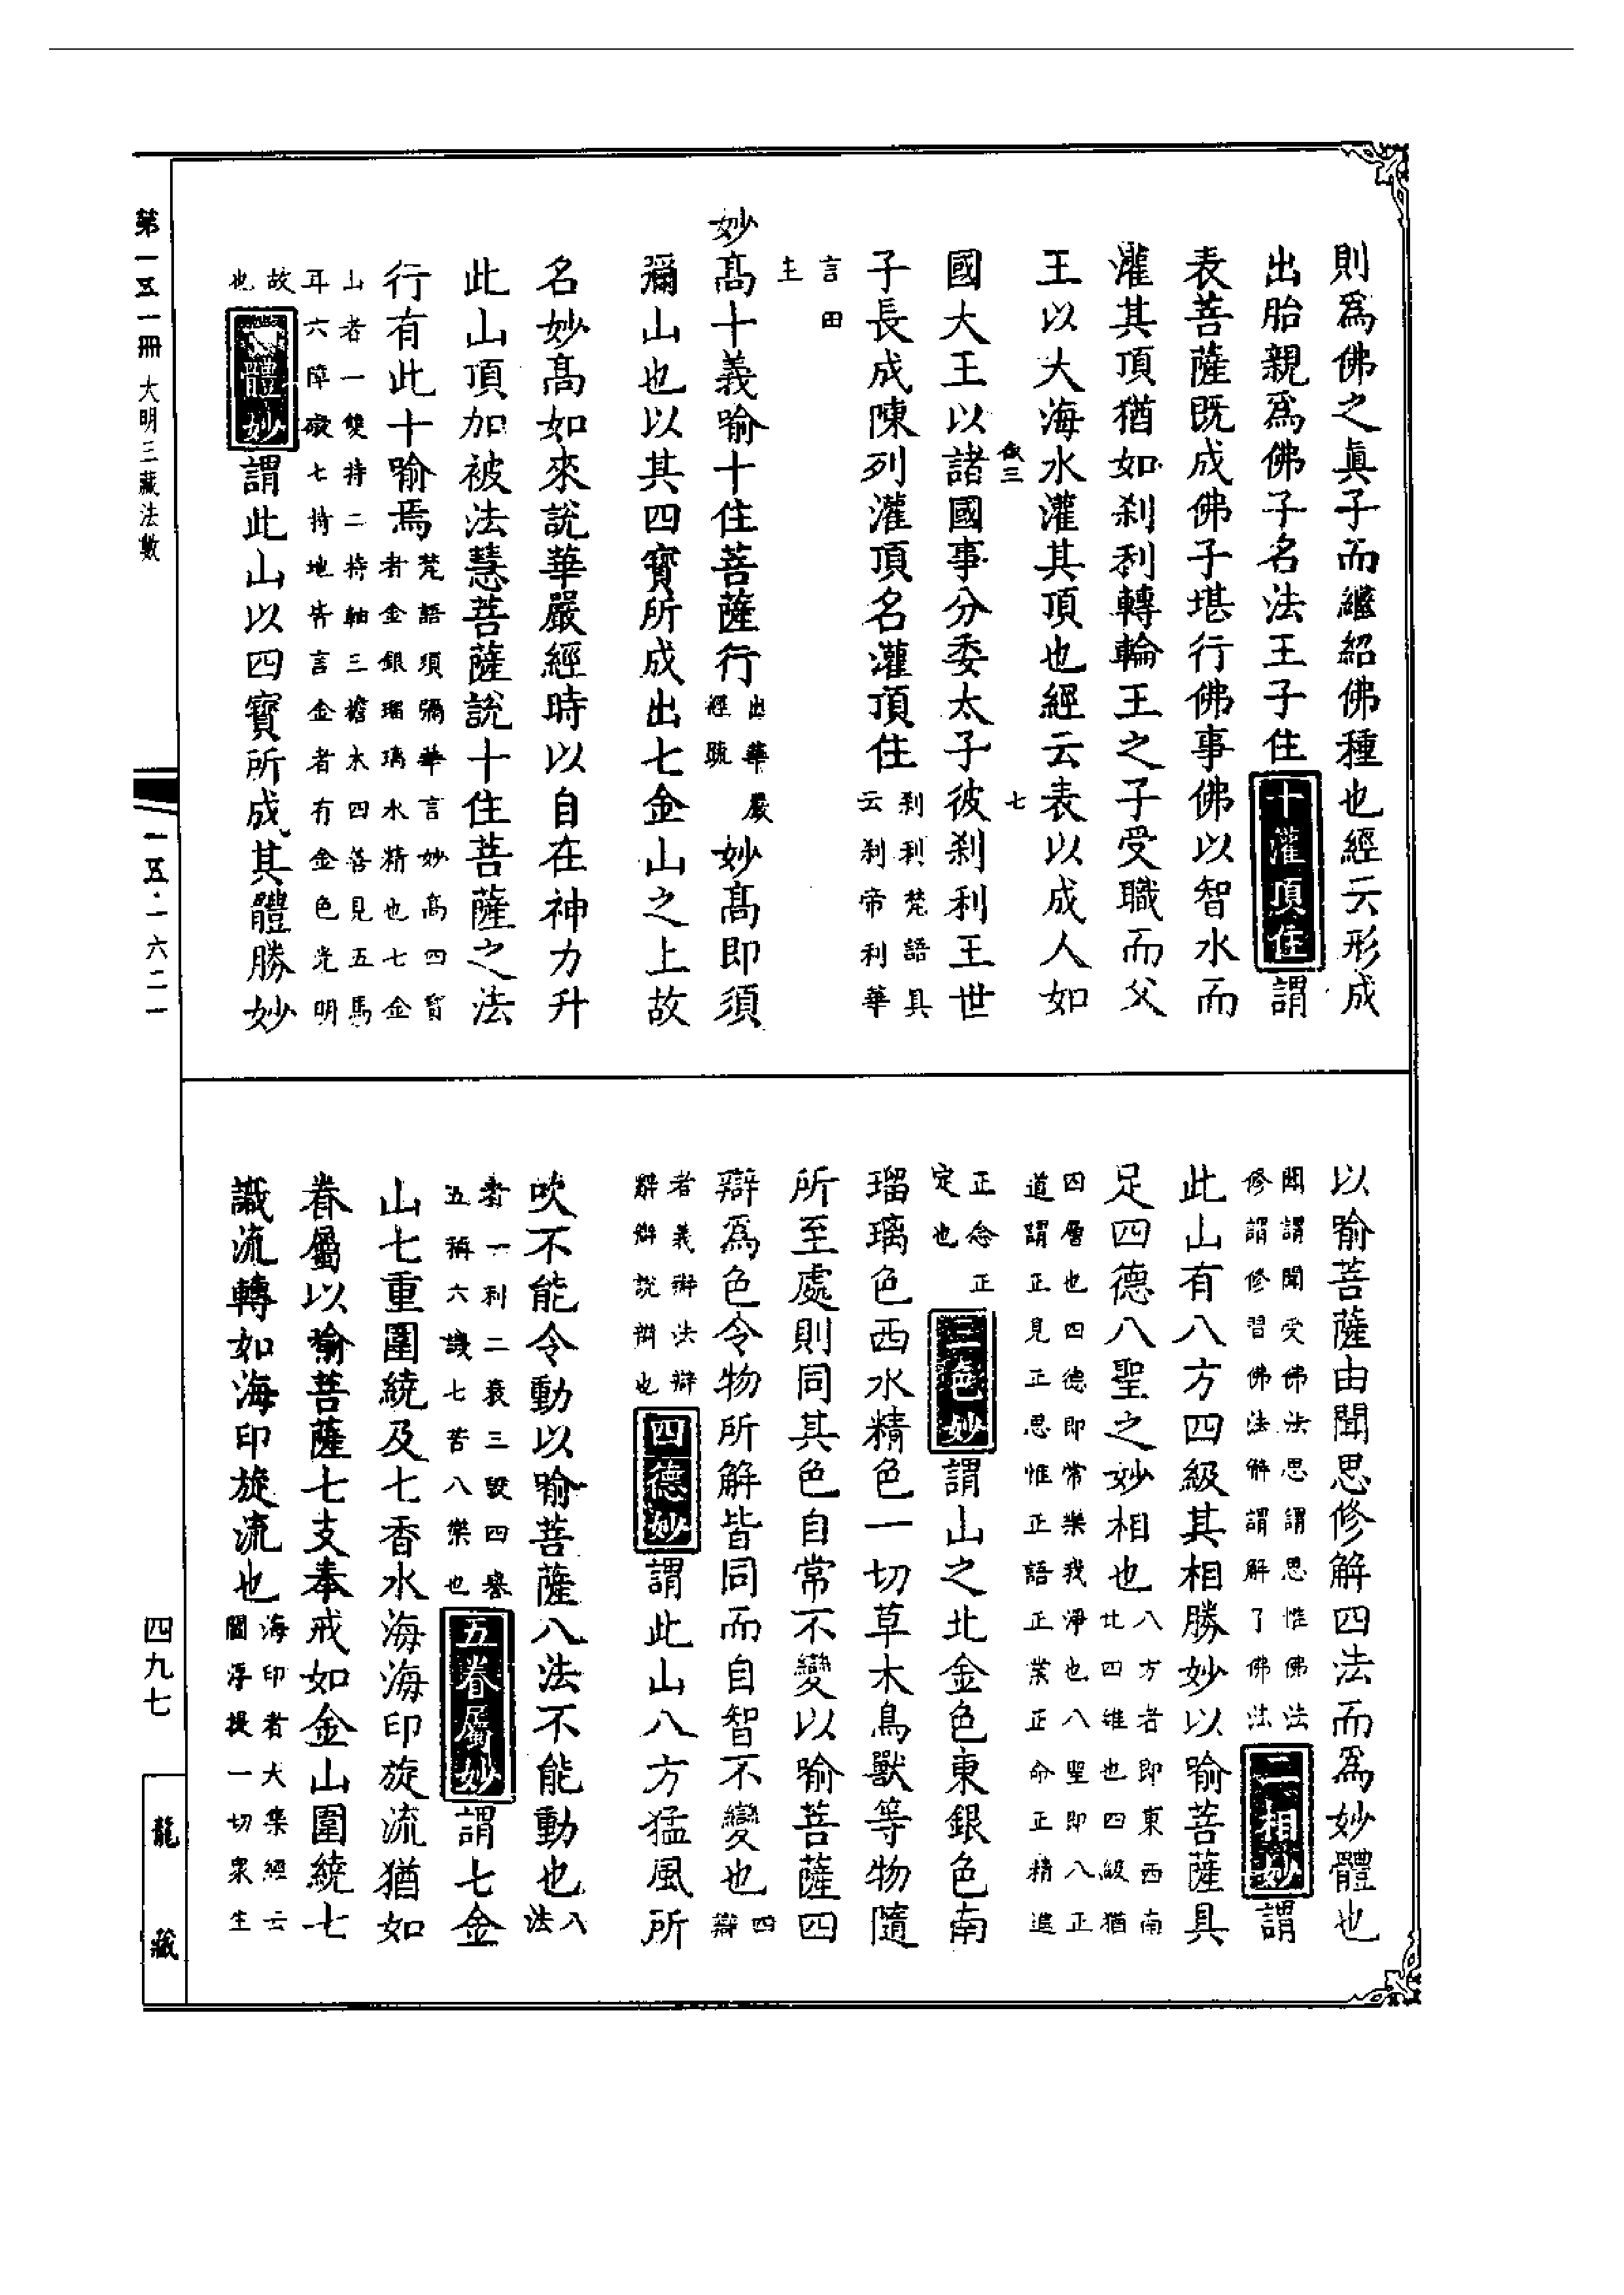 則爲佛之眞子而繼紹佛種也經云形成
出胎親爲佛子名法王子住十灌頂住謂
表菩薩既成佛子堪行佛事佛以智水而
灌其頂猶如刹利轉輪王之子受職而父
王以大海水灌其頂也經云表以成人如
三 七
國大王以諸國事分委太子彼刹利王世
子長成陳列灌頂名灌頂住刹利梵語具
云刹帝利華
言田
主
妙高十義喻十住菩薩行出華嚴
經疏妙高即須
彌山也以其四寳所成出七金山之上故
名妙高如來說華嚴經時以自在神力升
此山頂加被法慧菩薩說十住菩薩之法
行有此十喻焉梵語須彌華言妙高四寳
者金銀瑠璃水精也七金
山者一雙持二持軸三檐木四善見五馬
耳六障礙七持地皆言金者有金色光明
故
也一體妙謂此山以四寳所成其體勝妙
以喻菩薩由聞思修解四法而爲妙體也
聞謂聞受佛法思謂思惟佛法
修謂修習佛法解謂解了佛法二相妙謂
此山有八方四級其相勝妙以喻菩薩具
足四德八聖之妙相也八方者即東西南
北四維也四級猶
四層也四德即常樂我淨也八聖即八正
道謂正見正思惟正語正業正命正精進
正念正
定也三色妙謂山之北金色東銀色南
瑠璃色西水精色一切草木鳥獸等物隨
所至處則同其色自常不變以喻菩薩四
辯爲色令物所解皆同而自智不變也四
辯
者義辯法辯
辭辯說辯也四德妙謂此山八方猛風所
吹不能令動以喻菩薩八法不能動也八
法
者一利二衰三毀四譽
五稱六譏七苦八樂也五眷屬妙謂七金
山七重圍繞及七香水海海印旋流猶如
眷屬以喻菩薩七支奉戒如金山圍繞七
識流轉如海印旋流也海印者大集經云
閻浮提一切衆生
第一五一冊 大明三藏法數
一五·一六二一
四九七
龍藏